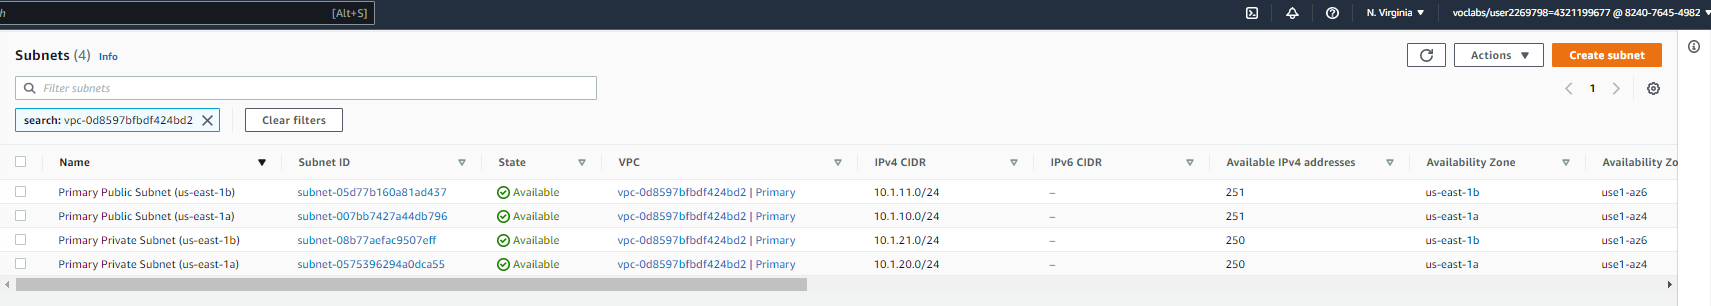 h [Alt+S] N. Virginia voclabs/user2269798=4321199677 @ 8240-7645-4982
Subnets (4) Info Actions Create subnet
Filter subnets 1
search: vpc-0d8597bfbdf424bd2 Clear filters
Name Subnet ID State VPC IPv4 CIDR IPv6 CIDR Available IPv4 addresses Availability Zone Availability Zo
Primary Public Subnet (us-east-1b) subnet-05d77b160a81ad437 Available vpc-0d8597bfbdf424bd2 | Primary 10.1.11.0/24 – 251 us-east-1b use1-az6
Primary Public Subnet (us-east-1a) subnet-007bb7427a44db796 Available vpc-0d8597bfbdf424bd2 | Primary 10.1.10.0/24 – 251 us-east-1a use1-az4
Primary Private Subnet (us-east-1b) subnet-08b77aefac9507eff Available vpc-0d8597bfbdf424bd2 | Primary 10.1.21.0/24 – 250 us-east-1b use1-az6
Primary Private Subnet (us-east-1a) subnet-0575396294a0dca55 Available vpc-0d8597bfbdf424bd2 | Primary 10.1.20.0/24 – 250 us-east-1a use1-az4